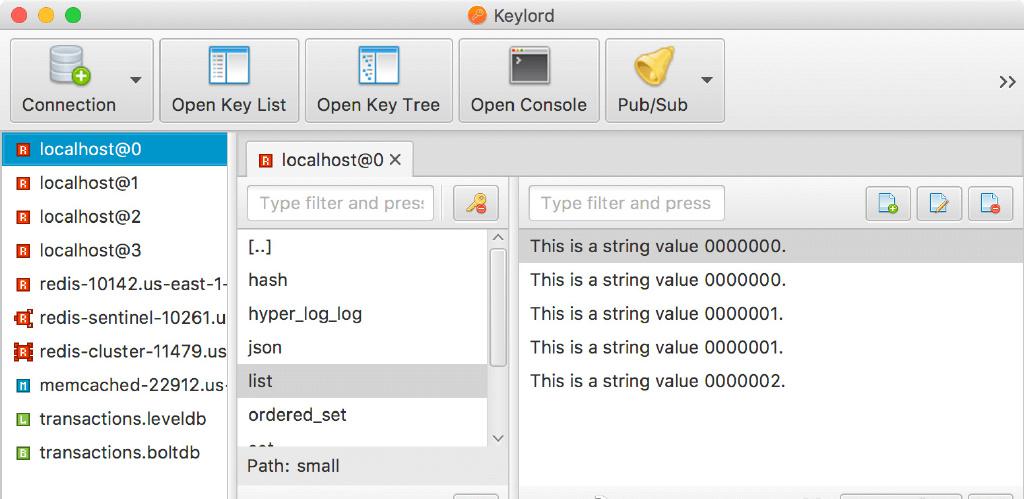 Keylord
Connection
Open Key List
Open Key Tree
Open Console
Pub/Sub
localhost@0
localhost@1
localhost@2
localhost@3
redis-10142.us-east-1-
redis-sentinel-10261.u
redis-cluster-11479.us
memcached-22912.us-
transactions.leveldb
transactions.boltdb
localhost@0
Type filter and press
[..]
hash
hyper_log_log
json
list
ordered_set
Path: small
Type filter and press
This is a string value 0000000.
This is a string value 0000000.
This is a string value 0000001.
This is a string value 0000001.
This is a string value 0000002.